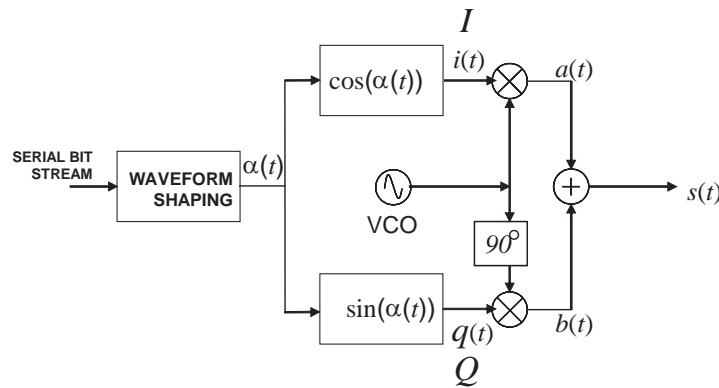 I
i(t)
a(t)
cos(α(t))
SERIAL BIT
STREAM
WAVEFORM
SHAPING
α(t)
VCO
+
s(t)
90°
sin(α(t))
q(t)
b(t)
Q